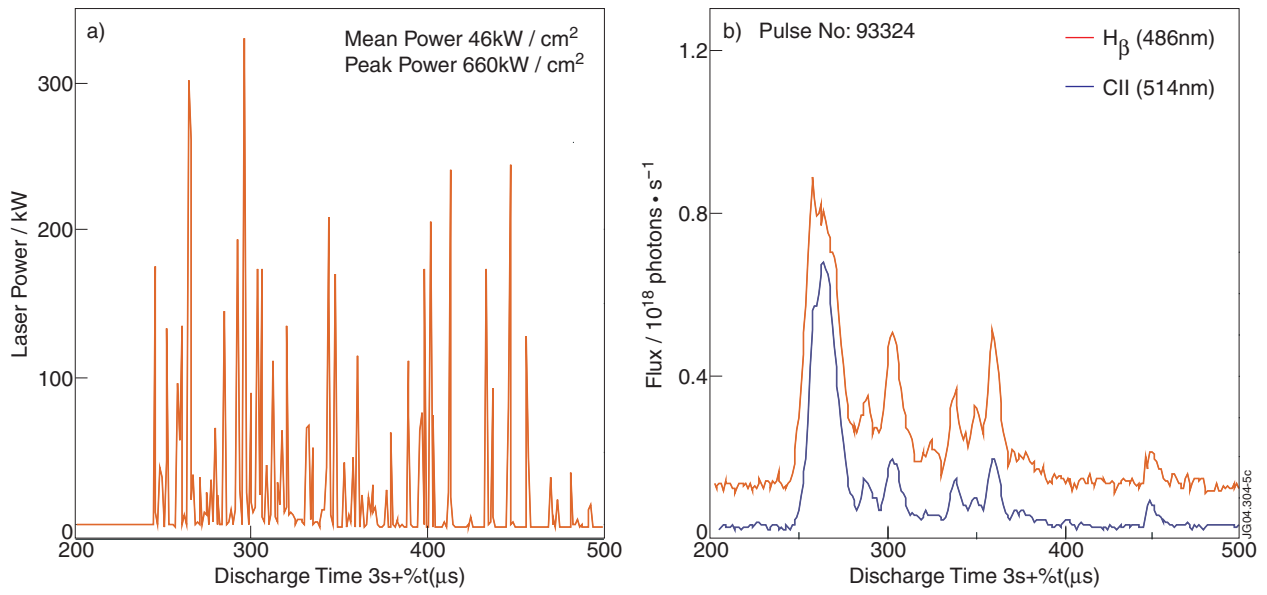 a)
Mean Power 46kW / cm²
Peak Power 660kW / cm²
300
200
100
0
200
300
400
500
Laser Power / kW
Discharge Time 3s+%t(μs)
b) Pulse No: 93324
Hβ (486nm)
CII (514nm)
1.2
0.8
0.4
0
200
300
400
500
Flux / 10¹⁸ photons • s⁻¹
Discharge Time 3s+%t(μs)
JG04.304-5c